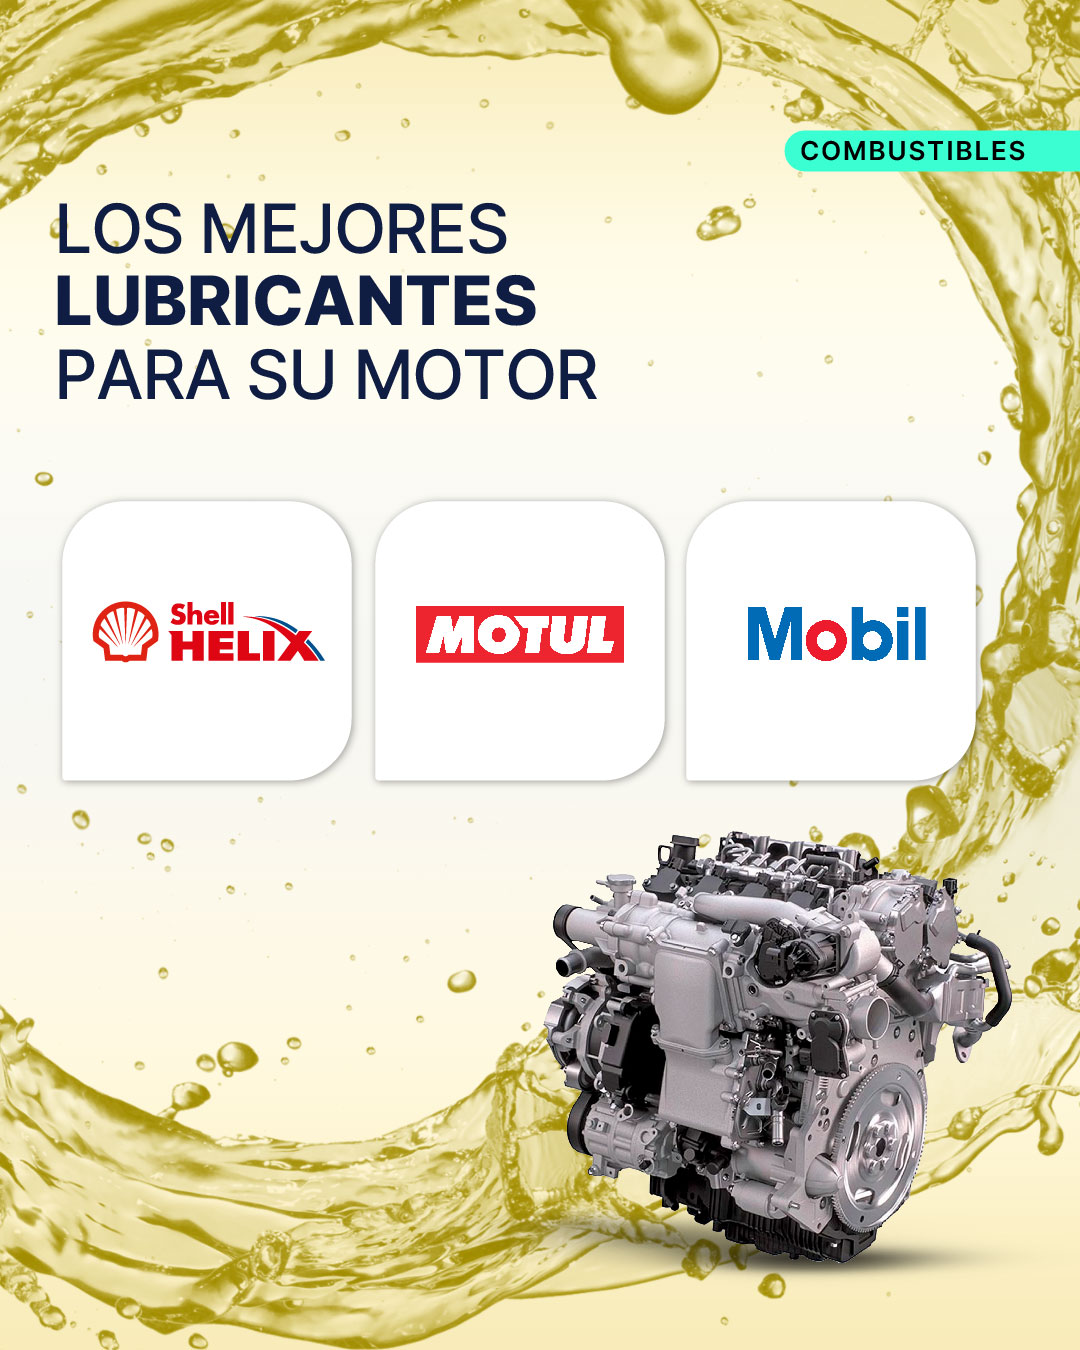 COMBUSTIBLES
LOS MEJORES
LUBRICANTES
PARA SU MOTOR
Shell
HELIX
MOTUL
Mobil